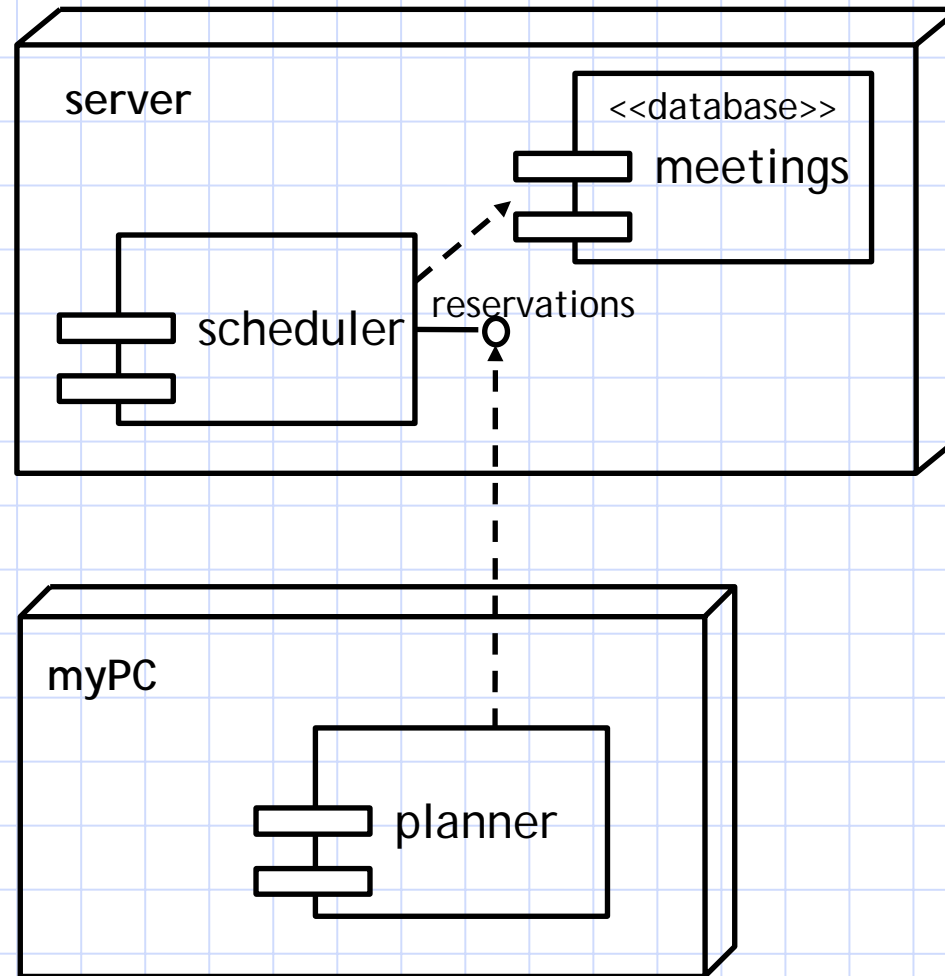 server
<<database>>
meetings
reservations
scheduler
myPC
planner